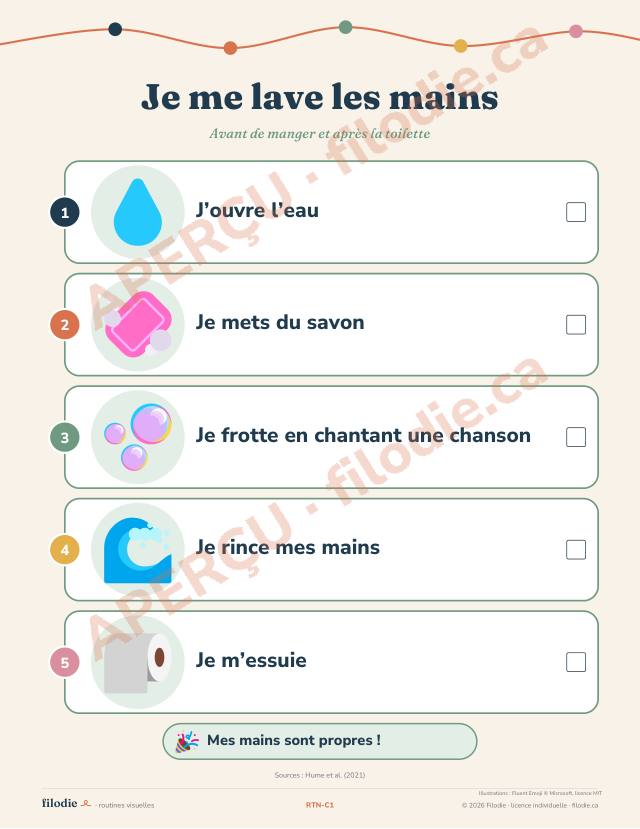 Je me lave les mains
Avant de manger et après la toilette
1
J'ouvre l'eau
2
Je mets du savon
3
Je frotte en chantant une chanson
4
Je rince mes mains
5
Je m'essuie
APERÇU · filodie.ca
APERÇU · filodie.ca
Mes mains sont propres !
Sources : Hume et al. (2021)
Illustrations : Fluent Emoji © Microsoft, licence MIT
filodie · routines visuelles
RTN-C1
© 2026 Filodie · licence individuelle · filodie.ca